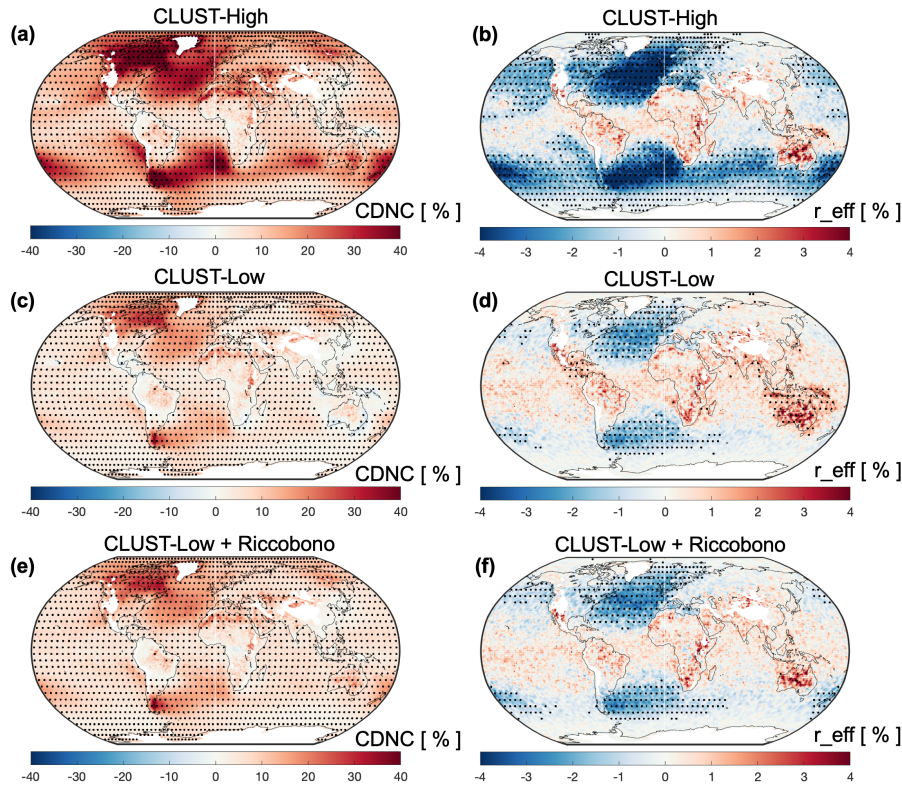 CLUST-High
(a)
CDNC [ % ]
-40 -30 -20 -10 0 10 20 30 40
CLUST-High
(b)
r_eff [ % ]
-4 -3 -2 -1 0 1 2 3 4
CLUST-Low
(c)
CDNC [ % ]
-40 -30 -20 -10 0 10 20 30 40
CLUST-Low
(d)
r_eff [ % ]
-4 -3 -2 -1 0 1 2 3 4
CLUST-Low + Riccobono
(e)
CDNC [ % ]
-40 -30 -20 -10 0 10 20 30 40
CLUST-Low + Riccobono
(f)
r_eff [ % ]
-4 -3 -2 -1 0 1 2 3 4